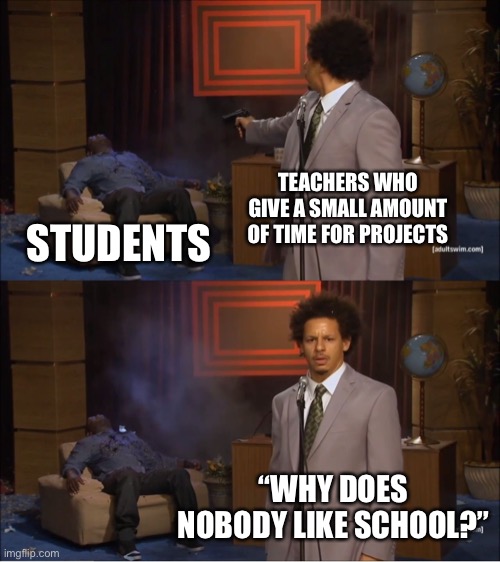 TEACHERS WHO
GIVE A SMALL AMOUNT
OF TIME FOR PROJECTS
STUDENTS
[adultswim.com]
“WHY DOES
NOBODY LIKE SCHOOL?”
imgflip.com